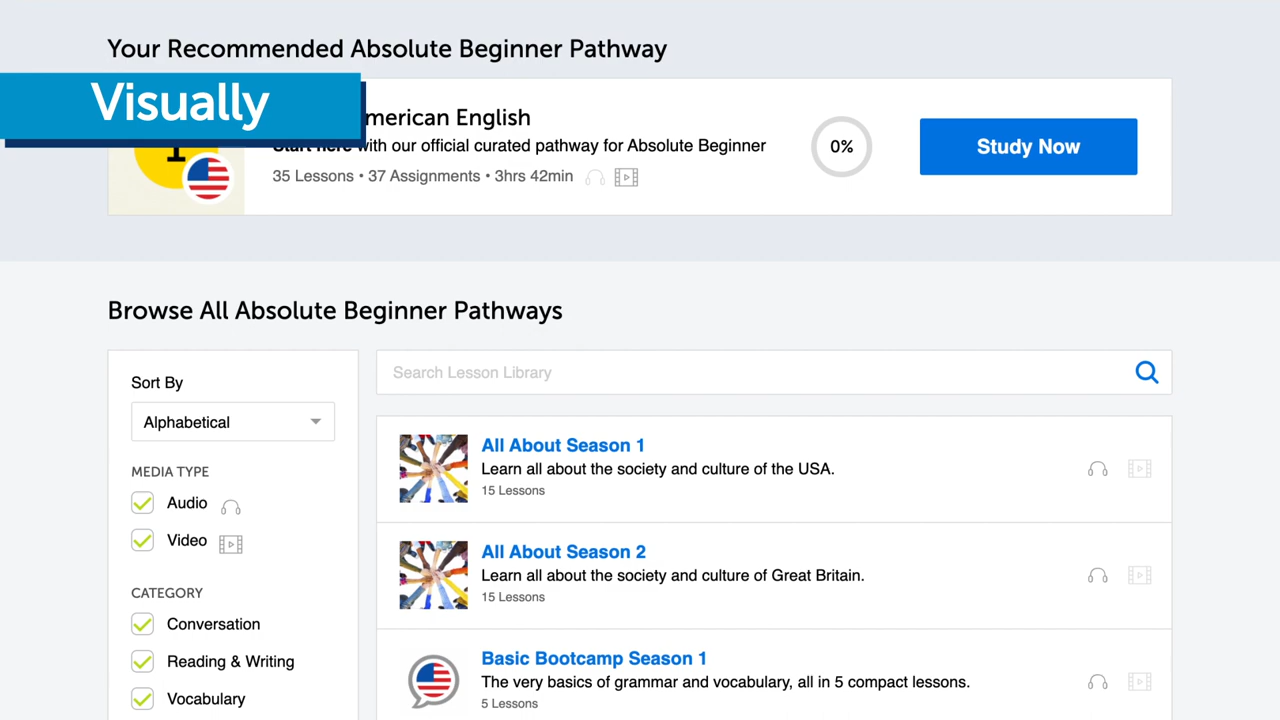 Your Recommended Absolute Beginner Pathway
Visually
merican English
Start here with our official curated pathway for Absolute Beginner
35 Lessons • 37 Assignments • 3hrs 42min
0%
Study Now
Browse All Absolute Beginner Pathways
Sort By
Alphabetical
MEDIA TYPE
Audio
Video
CATEGORY
Conversation
Reading & Writing
Vocabulary
Search Lesson Library
All About Season 1
Learn all about the society and culture of the USA.
15 Lessons
All About Season 2
Learn all about the society and culture of Great Britain.
15 Lessons
Basic Bootcamp Season 1
The very basics of grammar and vocabulary, all in 5 compact lessons.
5 Lessons